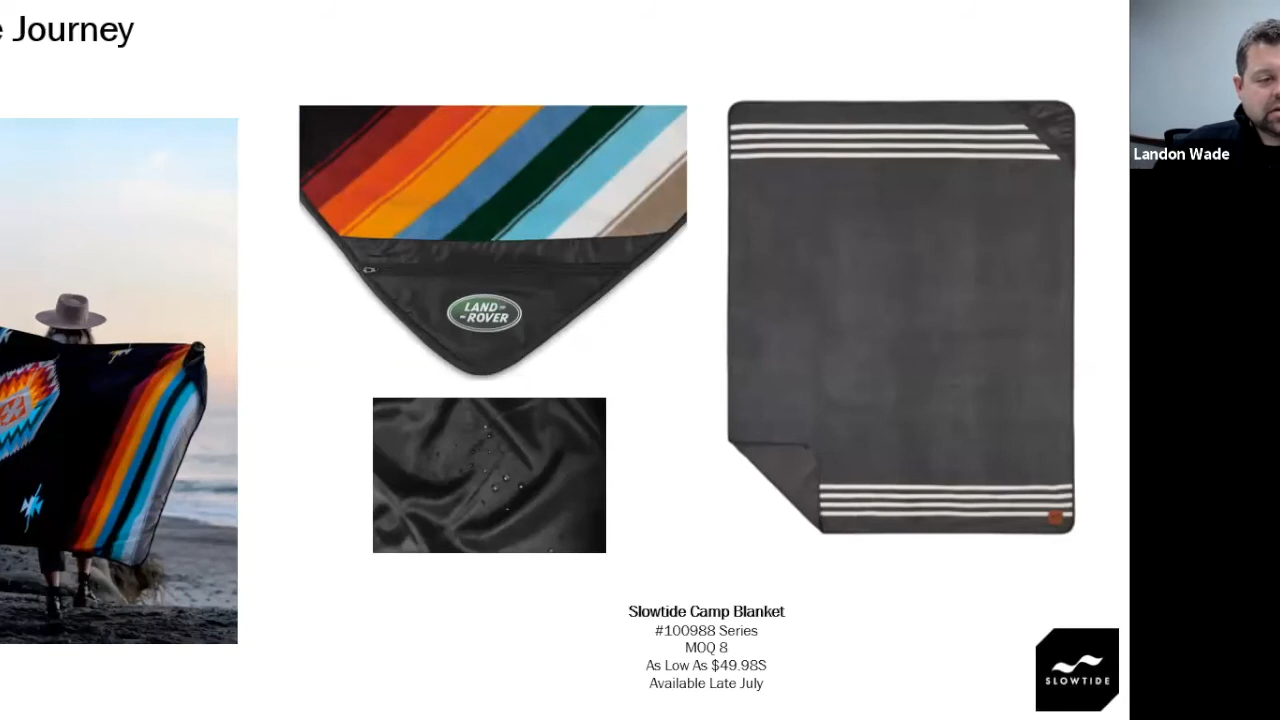 e Journey
LAND
ROVER
Landon Wade
Slowtide Camp Blanket
#100988 Series
MOQ 8
As Low As $49.98S
Available Late July
SLOWTIDE